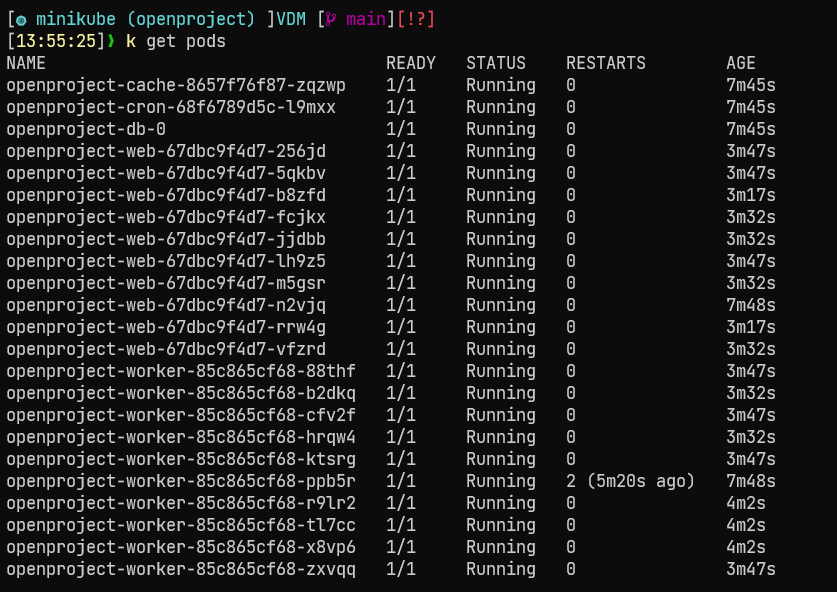 [☸ minikube (openproject) ]VDM [ main][!?]
[13:55:25]❯ k get pods
NAME                                  READY   STATUS    RESTARTS        AGE
openproject-cache-8657f76f87-zqzwp    1/1     Running   0               7m45s
openproject-cron-68f6789d5c-l9mxx     1/1     Running   0               7m45s
openproject-db-0                      1/1     Running   0               7m45s
openproject-web-67dbc9f4d7-256jd      1/1     Running   0               3m47s
openproject-web-67dbc9f4d7-5qkbv      1/1     Running   0               3m47s
openproject-web-67dbc9f4d7-b8zfd      1/1     Running   0               3m17s
openproject-web-67dbc9f4d7-fcjkx      1/1     Running   0               3m32s
openproject-web-67dbc9f4d7-jjdbb      1/1     Running   0               3m32s
openproject-web-67dbc9f4d7-lh9z5      1/1     Running   0               3m47s
openproject-web-67dbc9f4d7-m5gsr      1/1     Running   0               3m32s
openproject-web-67dbc9f4d7-n2vjq      1/1     Running   0               7m48s
openproject-web-67dbc9f4d7-rrw4g      1/1     Running   0               3m17s
openproject-web-67dbc9f4d7-vfzrd      1/1     Running   0               3m32s
openproject-worker-85c865cf68-88thf   1/1     Running   0               3m47s
openproject-worker-85c865cf68-b2dkq   1/1     Running   0               3m32s
openproject-worker-85c865cf68-cfv2f   1/1     Running   0               3m47s
openproject-worker-85c865cf68-hrqw4   1/1     Running   0               3m32s
openproject-worker-85c865cf68-ktsrg   1/1     Running   0               3m47s
openproject-worker-85c865cf68-ppb5r   1/1     Running   2 (5m20s ago)   7m48s
openproject-worker-85c865cf68-r9lr2   1/1     Running   0               4m2s
openproject-worker-85c865cf68-tl7cc   1/1     Running   0               4m2s
openproject-worker-85c865cf68-x8vp6   1/1     Running   0               4m2s
openproject-worker-85c865cf68-zxvqq   1/1     Running   0               3m47s